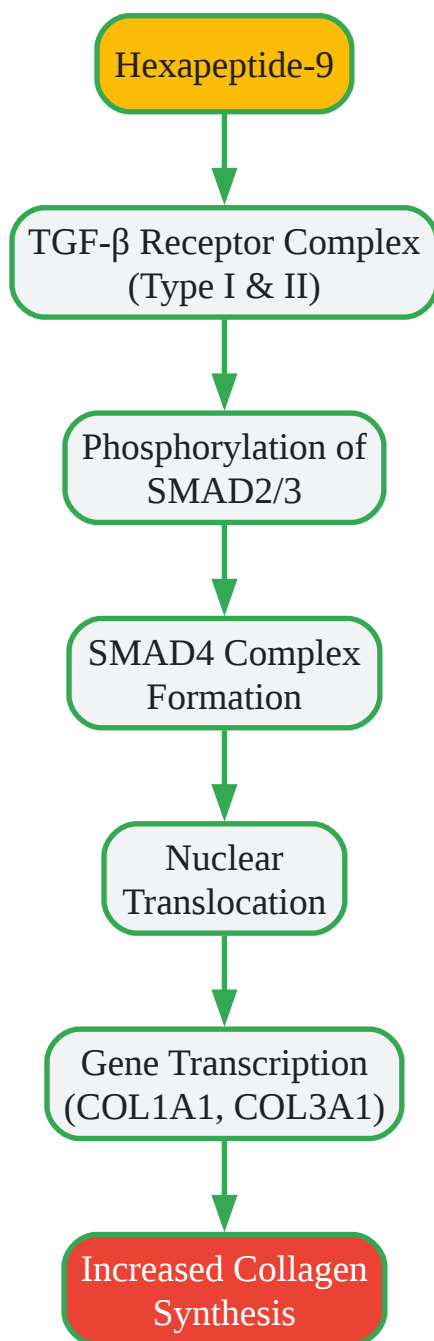 Hexapeptide-9
TGF-β Receptor Complex
(Type I & II)
Phosphorylation of
SMAD2/3
SMAD4 Complex
Formation
Nuclear
Translocation
Gene Transcription
(COL1A1, COL3A1)
Increased Collagen
Synthesis